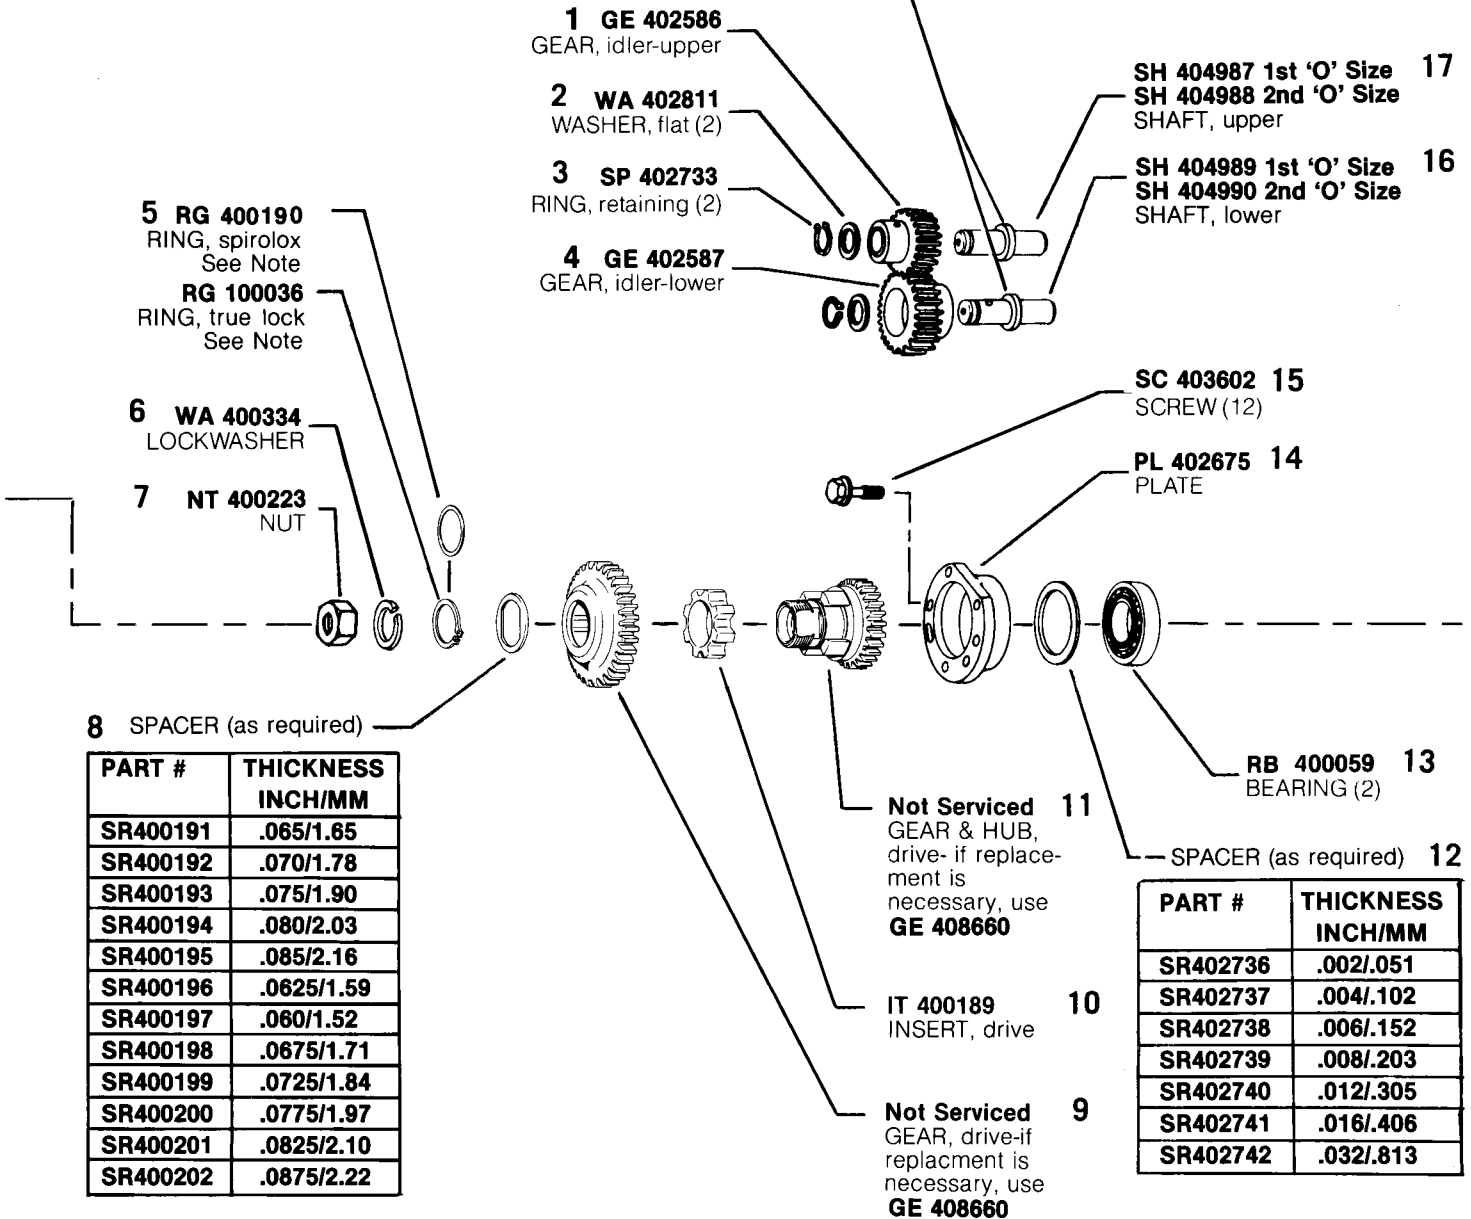 1 GE 402586
GEAR, idler-upper
2 WA 402811
WASHER, flat (2)
3 SP 402733
RING, retaining (2)
4 GE 402587
GEAR, idler-lower
SH 404987 1st ‘O’ Size 17
SH 404988 2nd ‘O’ Size
SHAFT, upper
SH 404989 1st ‘O’ Size 16
SH 404990 2nd ‘O’ Size
SHAFT, lower
5 RG 400190
RING, spirolox
See Note
RG 100036
RING, true lock
See Note
6 WA 400334
LOCKWASHER
7 NT 400223
NUT
SC 403602 15
SCREW (12)
PL 402675 14
PLATE
8 SPACER (as required)
PART # THICKNESS
INCH/MM
SR400191 .065/1.65
SR400192 .070/1.78
SR400193 .075/1.90
SR400194 .080/2.03
SR400195 .085/2.16
SR400196 .0625/1.59
SR400197 .060/1.52
SR400198 .0675/1.71
SR400199 .0725/1.84
SR400200 .0775/1.97
SR400201 .0825/2.10
SR400202 .0875/2.22
Not Serviced 11
GEAR & HUB,
drive- if replace-
ment is
necessary, use
GE 408660
IT 400189 10
INSERT, drive
Not Serviced 9
GEAR, drive-if
replacment is
necessary, use
GE 408660
RB 400059 13
BEARING (2)
SPACER (as required) 12
PART # THICKNESS
INCH/MM
SR402736 .002/.051
SR402737 .004/.102
SR402738 .006/.152
SR402739 .008/.203
SR402740 .012/.305
SR402741 .016/.406
SR402742 .032/.813